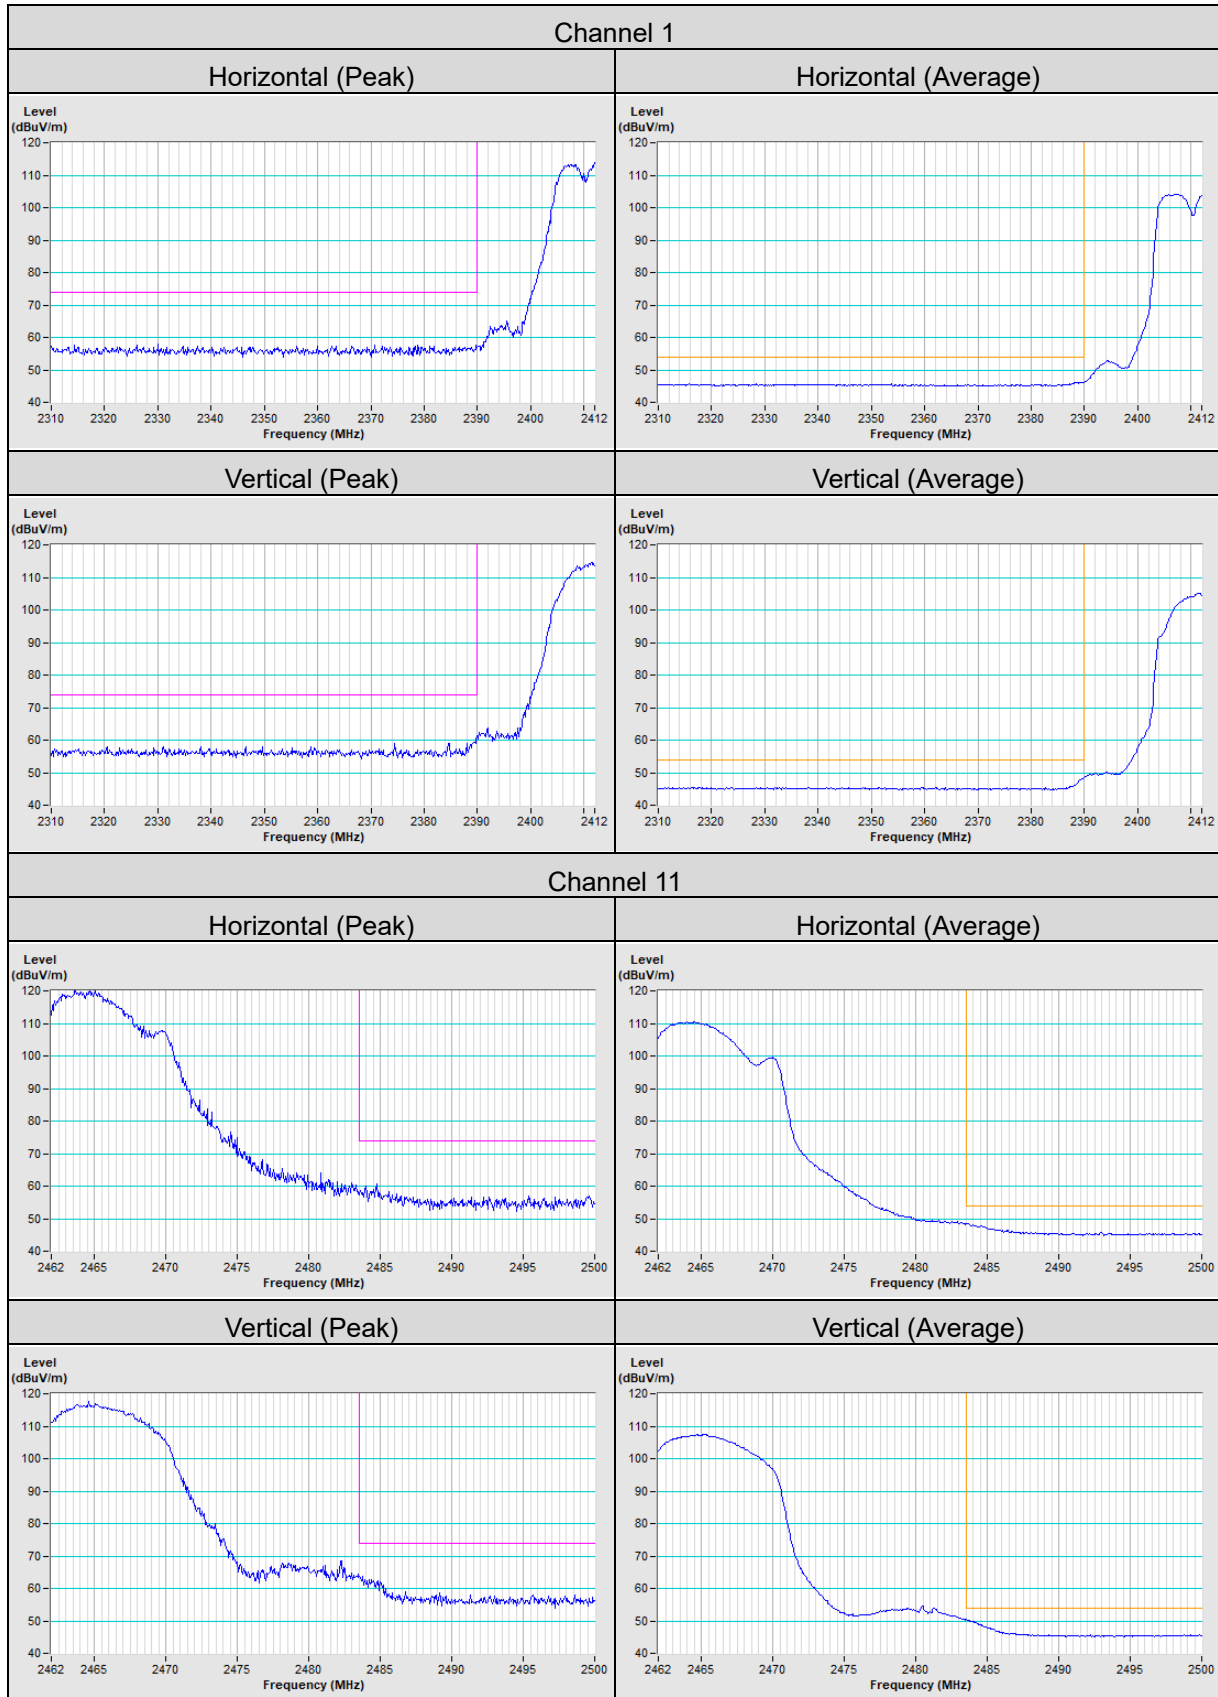 Channel 1
Horizontal (Peak)
Horizontal (Average)
Level
(dBuV/m)
120
110
100
90
80
70
60
50
40
2310 2320 2330 2340 2350 2360 2370 2380 2390 2400 2412
Frequency (MHz)
Level
(dBuV/m)
120
110
100
90
80
70
60
50
40
2310 2320 2330 2340 2350 2360 2370 2380 2390 2400 2412
Frequency (MHz)
Vertical (Peak)
Vertical (Average)
Level
(dBuV/m)
120
110
100
90
80
70
60
50
40
2310 2320 2330 2340 2350 2360 2370 2380 2390 2400 2412
Frequency (MHz)
Level
(dBuV/m)
120
110
100
90
80
70
60
50
40
2310 2320 2330 2340 2350 2360 2370 2380 2390 2400 2412
Frequency (MHz)
Channel 11
Horizontal (Peak)
Horizontal (Average)
Level
(dBuV/m)
120
110
100
90
80
70
60
50
40
2462 2465 2470 2475 2480 2485 2490 2495 2500
Frequency (MHz)
Level
(dBuV/m)
120
110
100
90
80
70
60
50
40
2462 2465 2470 2475 2480 2485 2490 2495 2500
Frequency (MHz)
Vertical (Peak)
Vertical (Average)
Level
(dBuV/m)
120
110
100
90
80
70
60
50
40
2462 2465 2470 2475 2480 2485 2490 2495 2500
Frequency (MHz)
Level
(dBuV/m)
120
110
100
90
80
70
60
50
40
2462 2465 2470 2475 2480 2485 2490 2495 2500
Frequency (MHz)